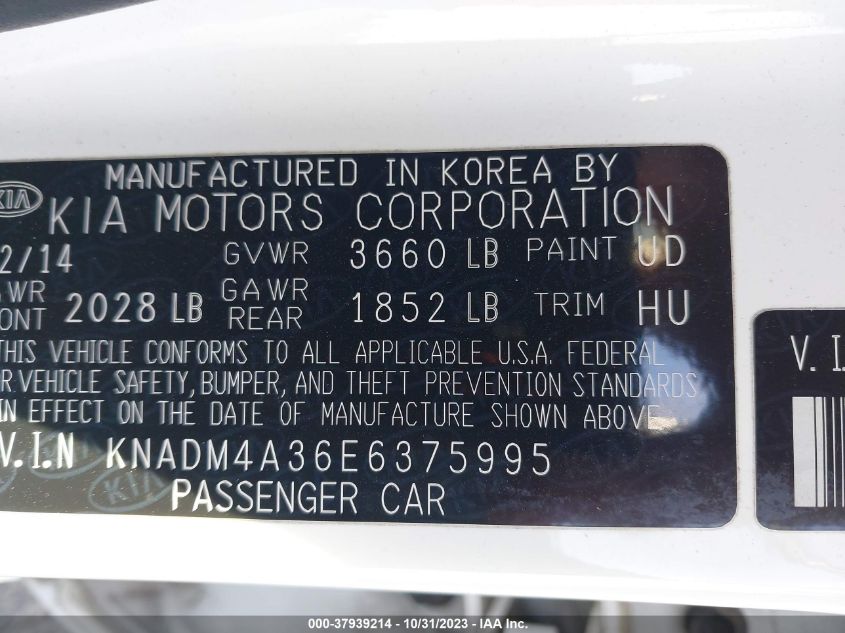 MANUFACTURED IN KOREA BY
KIA KIA MOTORS CORPORATION
2/14 GVWR 3660 LB PAINT UD
AWR GAWR
ONT 2028 LB REAR 1852 LB TRIM HU
THIS VEHICLE CONFORMS TO ALL APPLICABLE U.S.A. FEDERAL
R VEHICLE SAFETY, BUMPER, AND THEFT PREVENTION STANDARDS
IN EFFECT ON THE DATE OF MANUFACTURE SHOWN ABOVE.
V.I.N KNADM4A36E6375995
PASSENGER CAR
V. I.
000-37939214 - 10/31/2023 - IAAI Inc.